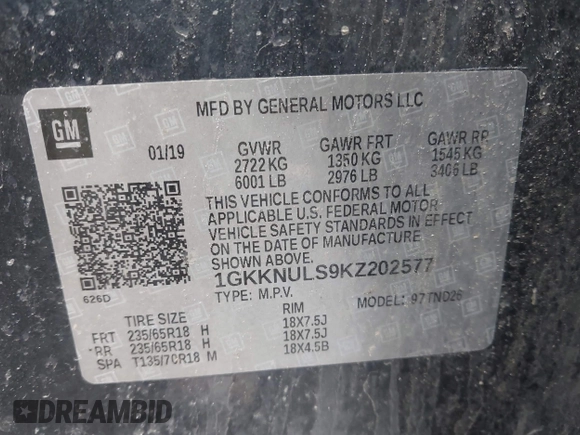 MFD BY GENERAL MOTORS LLC
GM
01/19 GVWR GAWR FRT GAWR RR
2722 KG 1350 KG 1545 KG
6001 LB 2976 LB 3406 LB
THIS VEHICLE CONFORMS TO ALL
APPLICABLE U.S. FEDERAL MOTOR
VEHICLE SAFETY STANDARDS IN EFFECT
ON THE DATE OF MANUFACTURE
SHOWN ABOVE.
1GKKNULS9KZ202577
626D
TYPE: M.P.V. MODEL: 97TND26
TIRE SIZE RIM
FRT 235/65R18 H 18X7.5J
RR 235/65R18 H 18X7.5J
SPA T135/70R18 M 18X4.5B
DREAMBID